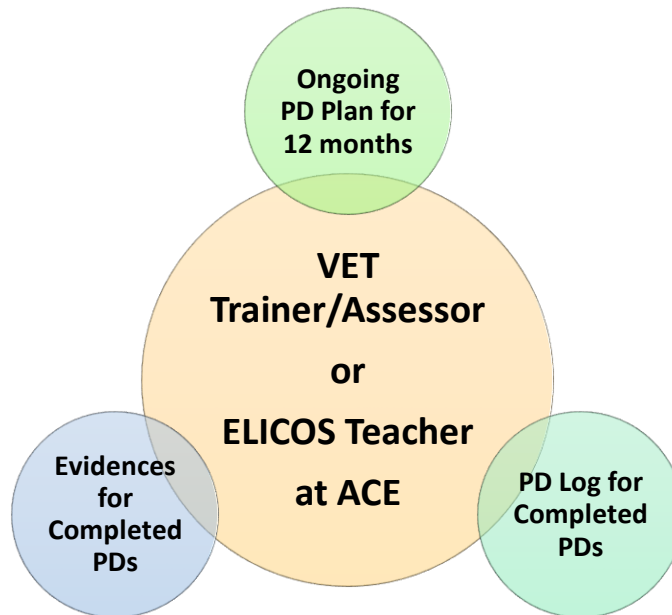 Ongoing
PD Plan for
12 months
VET
Trainer/Assessor
or
ELICOS Teacher
at ACE
Evidences
for
Completed
PDs
PD Log for
Completed
PDs